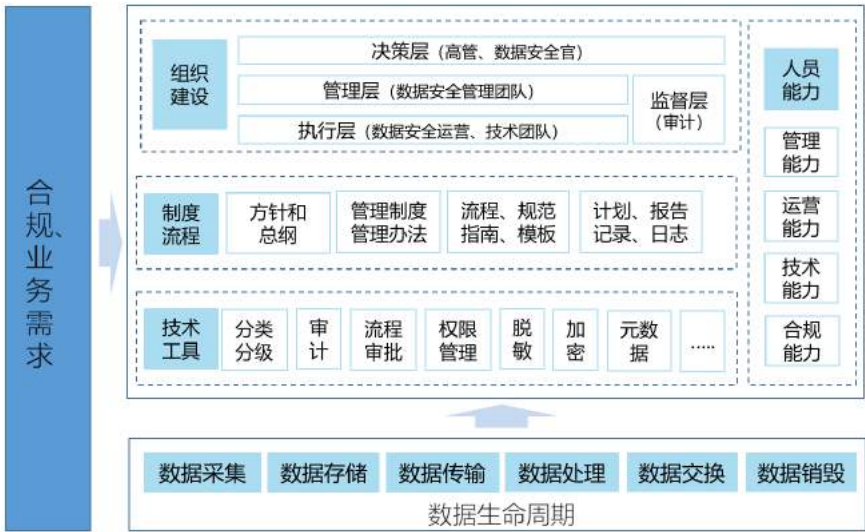 合规、业务需求
组织
建设
决策层（高管、数据安全官）
管理层（数据安全管理团队）
执行层（数据安全运营、技术团队）
监督层
（审计）
制度
流程
方针和
总纲
管理制度
管理办法
流程、规范
指南、模板
计划、报告
记录、日志
技术
工具
分类
分级
审
计
流程
审批
权限
管理
脱
敏
加
密
元数
据
.....
人员
能力
管理
能力
运营
能力
技术
能力
合规
能力
数据采集
数据存储
数据传输
数据处理
数据交换
数据销毁
数据生命周期